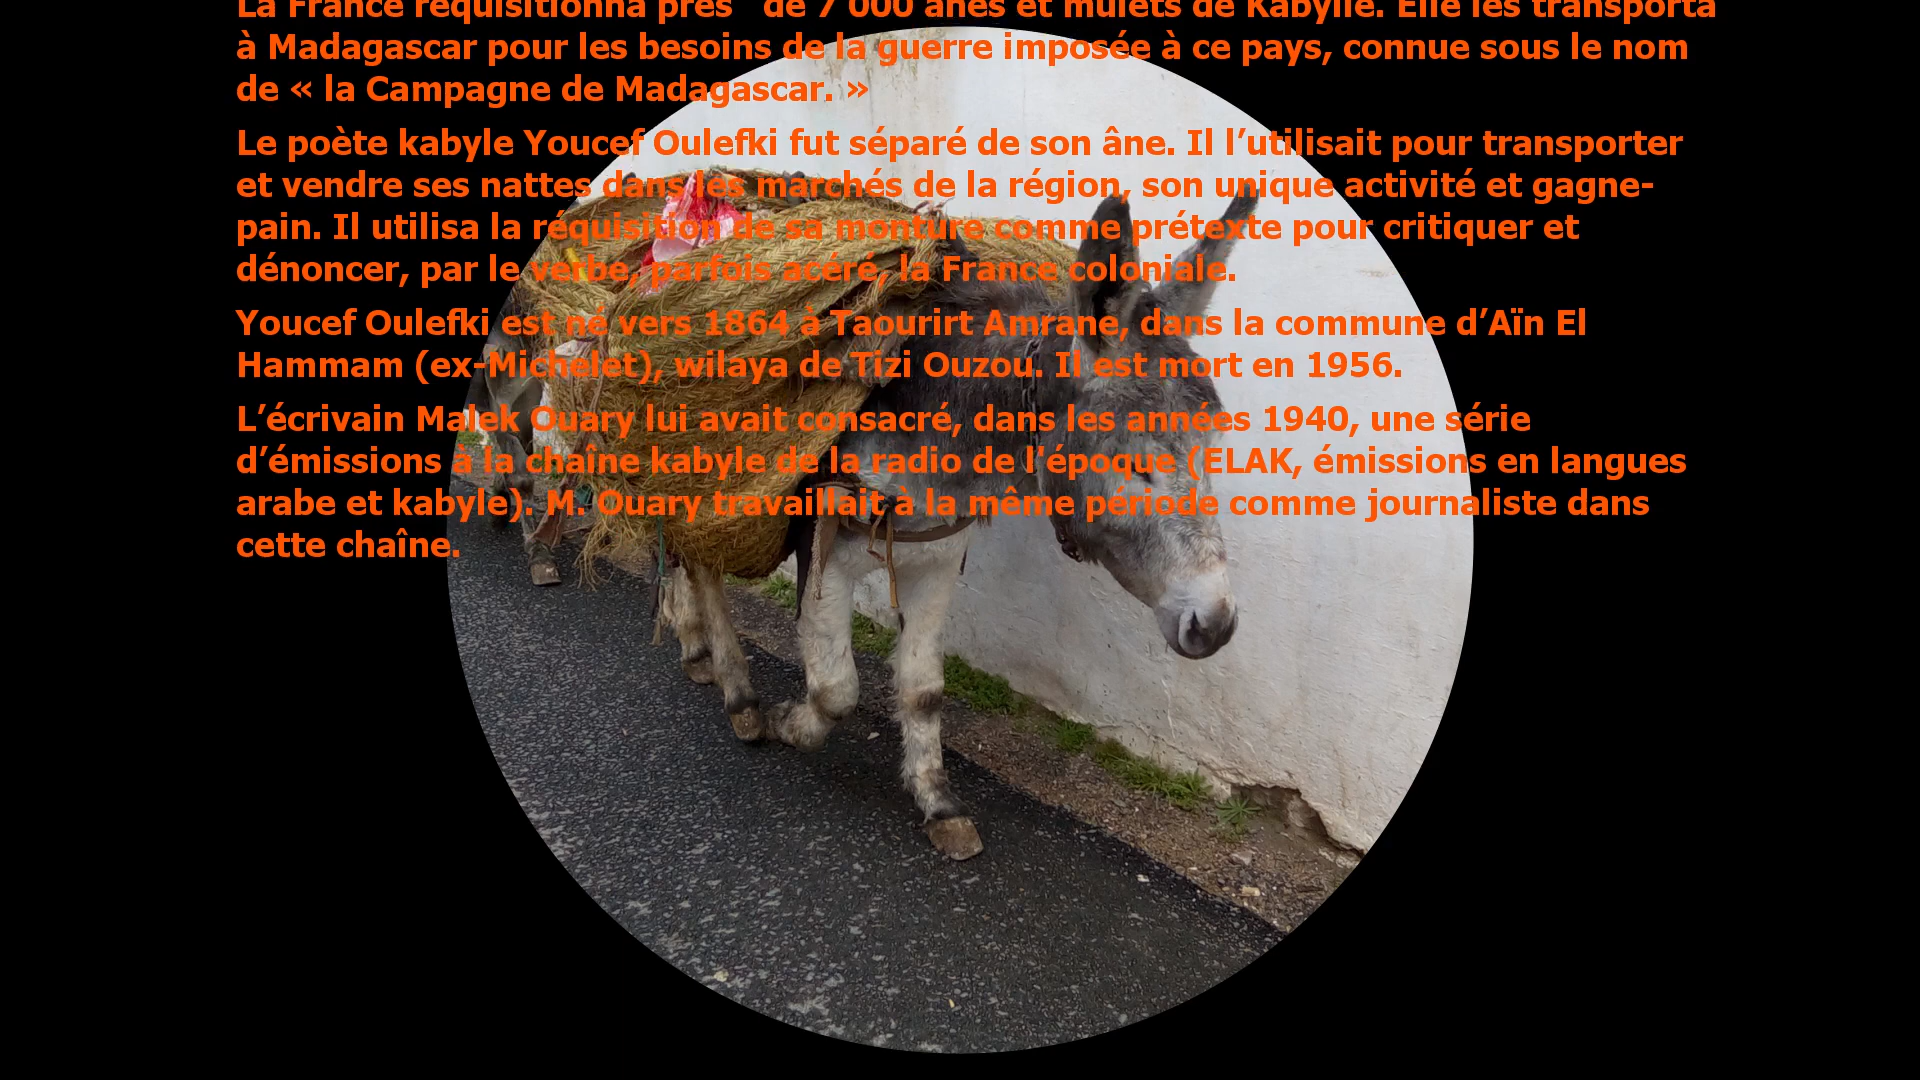 La France réquisitionna près de 7 000 ânes et mulets de Kabylie. Elle les transporta
à Madagascar pour les besoins de la guerre imposée à ce pays, connue sous le nom
de « la Campagne de Madagascar. »
Le poète kabyle Youcef Oulefki fut séparé de son âne. Il l’utilisait pour transporter
et vendre ses nattes dans les marchés de la région, son unique activité et gagne-
pain. Il utilisa la réquisition de sa monture comme prétexte pour critiquer et
dénoncer, par le verbe, parfois acéré, la France coloniale.
Youcef Oulefki est né vers 1864 à Taourirt Amrane, dans la commune d’Aïn El
Hammam (ex-Michelet), wilaya de Tizi Ouzou. Il est mort en 1956.
L’écrivain Malek Ouary lui avait consacré, dans les années 1940, une série
d’émissions à la chaîne kabyle de la radio de l'époque (ELAK, émissions en langues
arabe et kabyle). M. Ouary travaillait à la même période comme journaliste dans
cette chaîne.